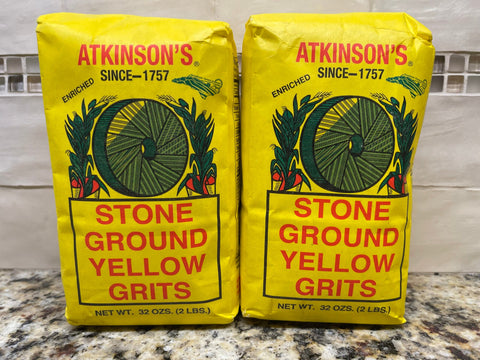 ATKINSON'S®
SINCE—1757
ENRICHED
STONE
GROUND
YELLOW
GRITS
NET WT. 32 OZS. (2 LBS.)
ATKINSON'S®
SINCE—1757
ENRICHED
STONE
GROUND
YELLOW
GRITS
NET WT. 32 OZS. (2 LBS.)